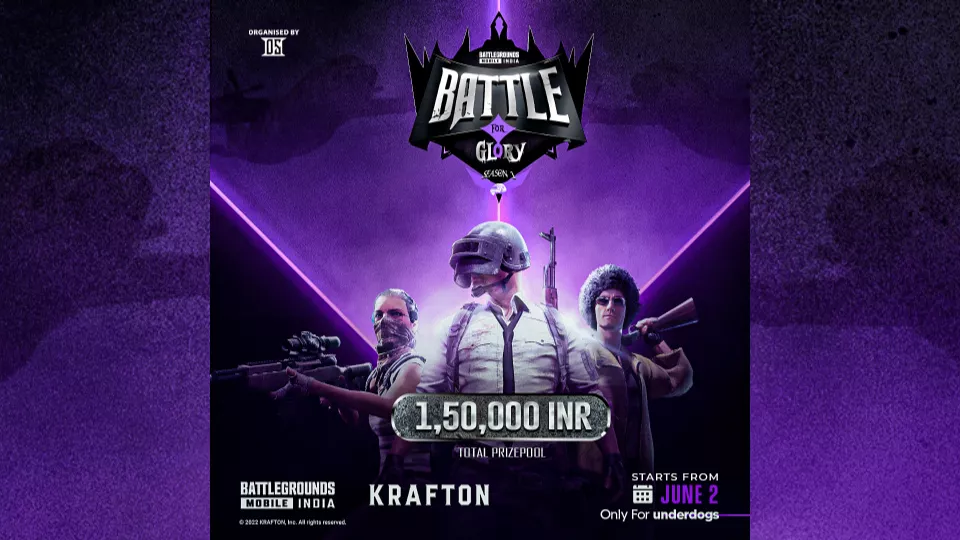 ORGANISED BY
OS
BATTLEGROUNDS
MOBILE INDIA
BATTLE
FOR
GLORY
SEASON 1
1,50,000 INR
TOTAL PRIZEPOOL
BATTLEGROUNDS
MOBILE INDIA
KRAFTON
© 2022 KRAFTON, Inc. All rights reserved.
STARTS FROM
JUNE 2
Only For underdogs